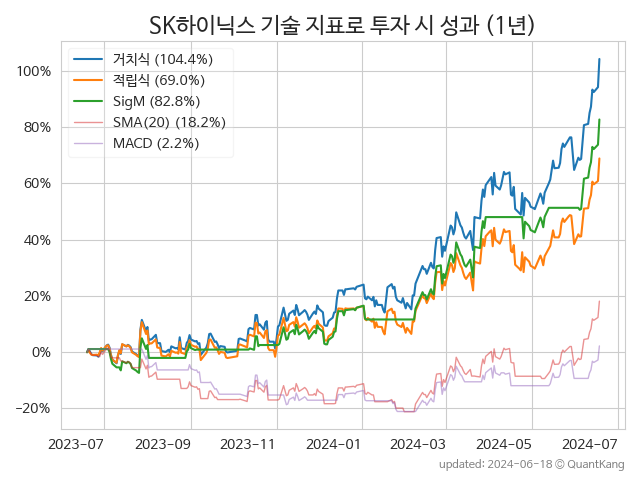 SK하이닉스 기술 지표로 투자 시 성과 (1년)
거치식 (104.4%)
적립식 (69.0%)
SigM (82.8%)
SMA(20) (18.2%)
MACD (2.2%)
100%
80%
60%
40%
20%
0%
−20%
2023-07 2023-09 2023-11 2024-01 2024-03 2024-05 2024-07
updated: 2024-06-18 © QuantKang